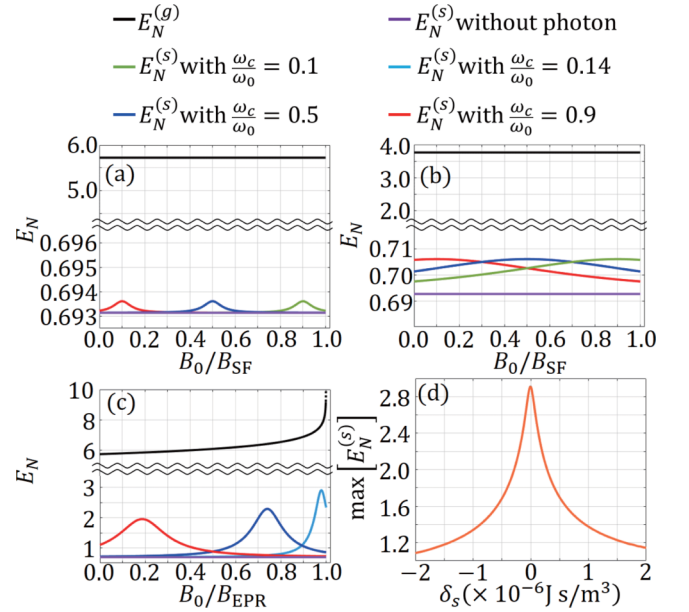 E_N^(g)
E_N^(s) without photon
E_N^(s) with ω_c/ω_0 = 0.1
E_N^(s) with ω_c/ω_0 = 0.14
E_N^(s) with ω_c/ω_0 = 0.5
E_N^(s) with ω_c/ω_0 = 0.9
(a)
6.0
5.0
E_N
0.696
0.695
0.694
0.693
0.0 0.2 0.4 0.6 0.8 1.0
B_0/B_SF
(b)
4.0
3.0
2.0
E_N
0.71
0.70
0.69
0.0 0.2 0.4 0.6 0.8 1.0
B_0/B_SF
(c)
10
8
6
E_N
3
2
1
0.0 0.2 0.4 0.6 0.8 1.0
B_0/B_EPR
(d)
max [E_N^(s)]
2.8
2.4
2.0
1.6
1.2
−2 −1 0 1 2
δ_s(× 10^−6 J s/m^3)